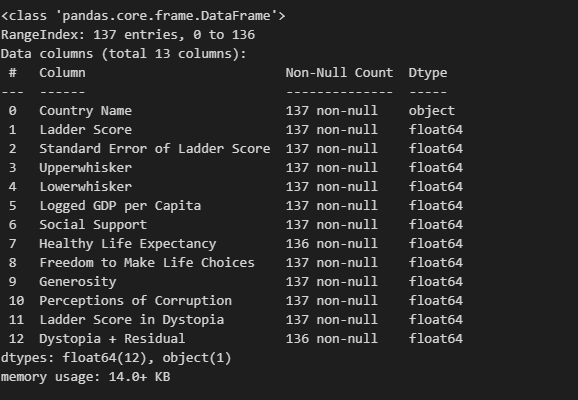 <class 'pandas.core.frame.DataFrame'>
RangeIndex: 137 entries, 0 to 136
Data columns (total 13 columns):
 #   Column                         Non-Null Count  Dtype
---  ------                         --------------  -----
 0   Country Name                   137 non-null    object
 1   Ladder Score                   137 non-null    float64
 2   Standard Error of Ladder Score  137 non-null    float64
 3   Upperwhisker                   137 non-null    float64
 4   Lowerwhisker                   137 non-null    float64
 5   Logged GDP per Capita          137 non-null    float64
 6   Social Support                 137 non-null    float64
 7   Healthy Life Expectancy        136 non-null    float64
 8   Freedom to Make Life Choices   137 non-null    float64
 9   Generosity                     137 non-null    float64
 10  Perceptions of Corruption      137 non-null    float64
 11  Ladder Score in Dystopia       137 non-null    float64
 12  Dystopia + Residual            136 non-null    float64
dtypes: float64(12), object(1)
memory usage: 14.0+ KB